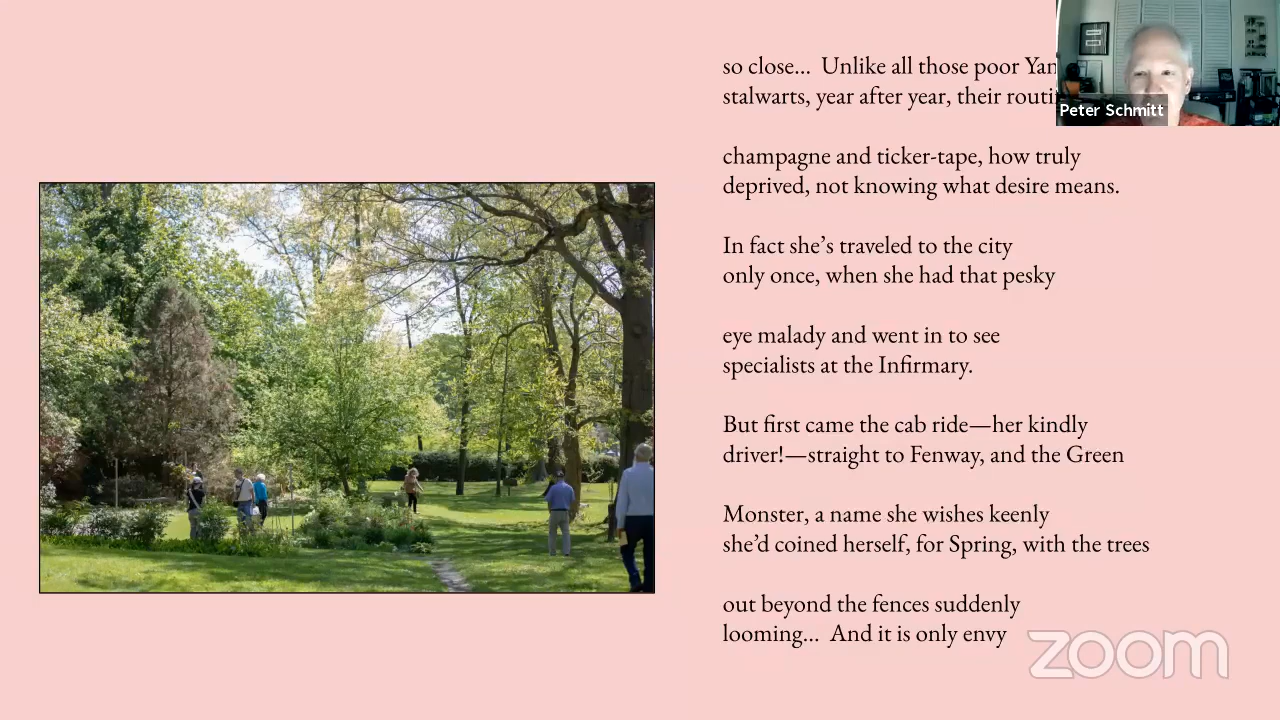 so close... Unlike all those poor
stalwarts, year after year, their
Peter Schmitt
champagne and ticker-tape, how truly
deprived, not knowing what desire means.
In fact she’s traveled to the city
only once, when she had that pesky
eye malady and went in to see
specialists at the Infirmary.
But first came the cab ride—her kindly
driver!—straight to Fenway, and the Green
Monster, a name she wishes keenly
she’d coined herself, for Spring, with the trees
out beyond the fences suddenly
looming... And it is only envy
zoom